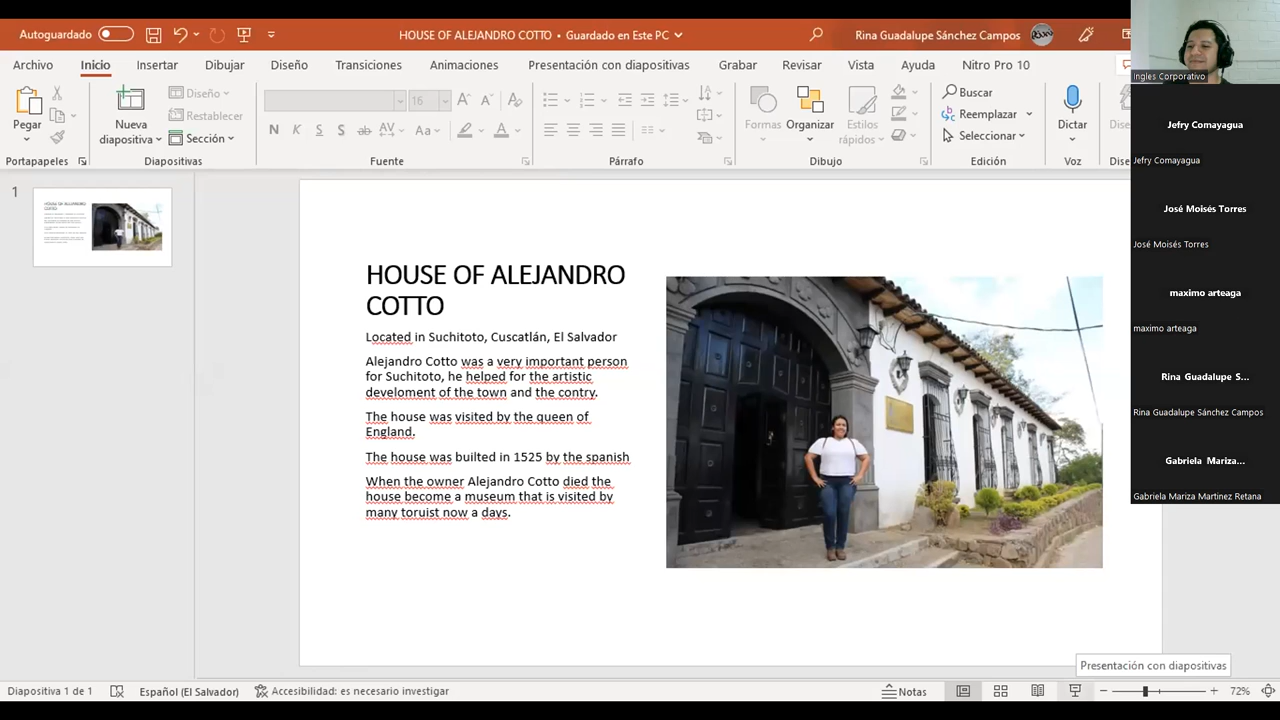 Autoguardado
HOUSE OF ALEJANDRO COTTO • Guardado en Este PC
Rina Guadalupe Sánchez Campos
Archivo Inicio Insertar Dibujar Diseño Transiciones Animaciones Presentación con diapositivas Grabar Revisar Vista Ayuda Nitro Pro 10
Pegar
Portapapeles
Nueva diapositiva
Diseño
Restablecer
Sección
Diapositivas
16
N K S S ab AV Aa A
Fuente
Párrafo
Formas
Organizar
Estilos rápidos
Dibujo
Buscar
Reemplazar
Seleccionar
Edición
Dictar
Voz
Ingles Corporativo
Jefry Comayagua
Jefry Comayagua
José Moisés Torres
José Moisés Torres
maximo arteaga
maximo arteaga
Rina Guadalupe S...
Rina Guadalupe Sánchez Campos
Gabriela Mariza...
Gabriela Mariza Martinez Retana
1
HOUSE OF ALEJANDRO
COTTO
Located in Suchitoto, Cuscatlán, El Salvador
Alejandro Cotto was a very important person
for Suchitoto, he helped for the artistic
develoment of the town and the contry.
The house was visited by the queen of
England.
The house was builted in 1525 by the spanish
When the owner Alejandro Cotto died the
house become a museum that is visited by
many toruist now a days.
Presentación con diapositivas
Diapositiva 1 de 1
Español (El Salvador)
Accesibilidad: es necesario investigar
Notas
72%